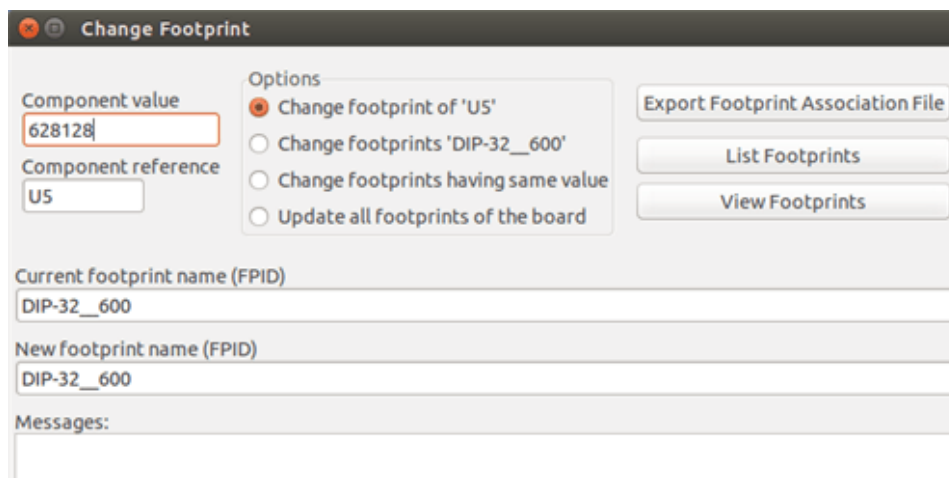 Change Footprint
Component value
628128
Component reference
U5
Options
Change footprint of 'U5'
Change footprints 'DIP-32__600'
Change footprints having same value
Update all footprints of the board
Export Footprint Association File
List Footprints
View Footprints
Current footprint name (FPID)
DIP-32__600
New footprint name (FPID)
DIP-32__600
Messages: